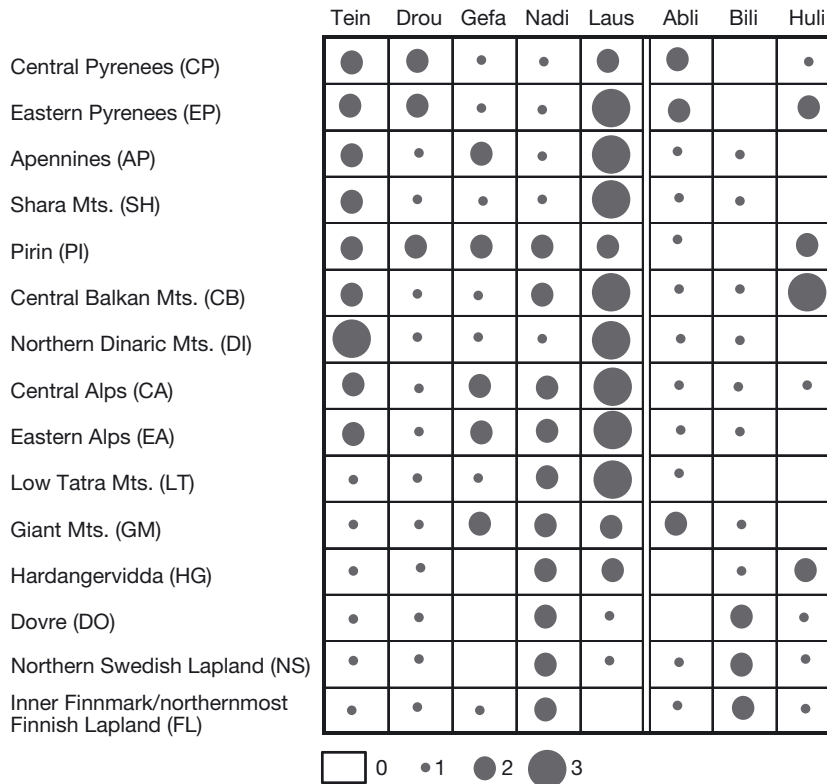 Tein Drou Gefa Nadi Laus Abli Bili Huli
Central Pyrenees (CP)
Eastern Pyrenees (EP)
Apennines (AP)
Shara Mts. (SH)
Pirin (PI)
Central Balkan Mts. (CB)
Northern Dinaric Mts. (DI)
Central Alps (CA)
Eastern Alps (EA)
Low Tatra Mts. (LT)
Giant Mts. (GM)
Hardangervidda (HG)
Dovre (DO)
Northern Swedish Lapland (NS)
Inner Finnmark/northernmost
Finnish Lapland (FL)
0 1 2 3